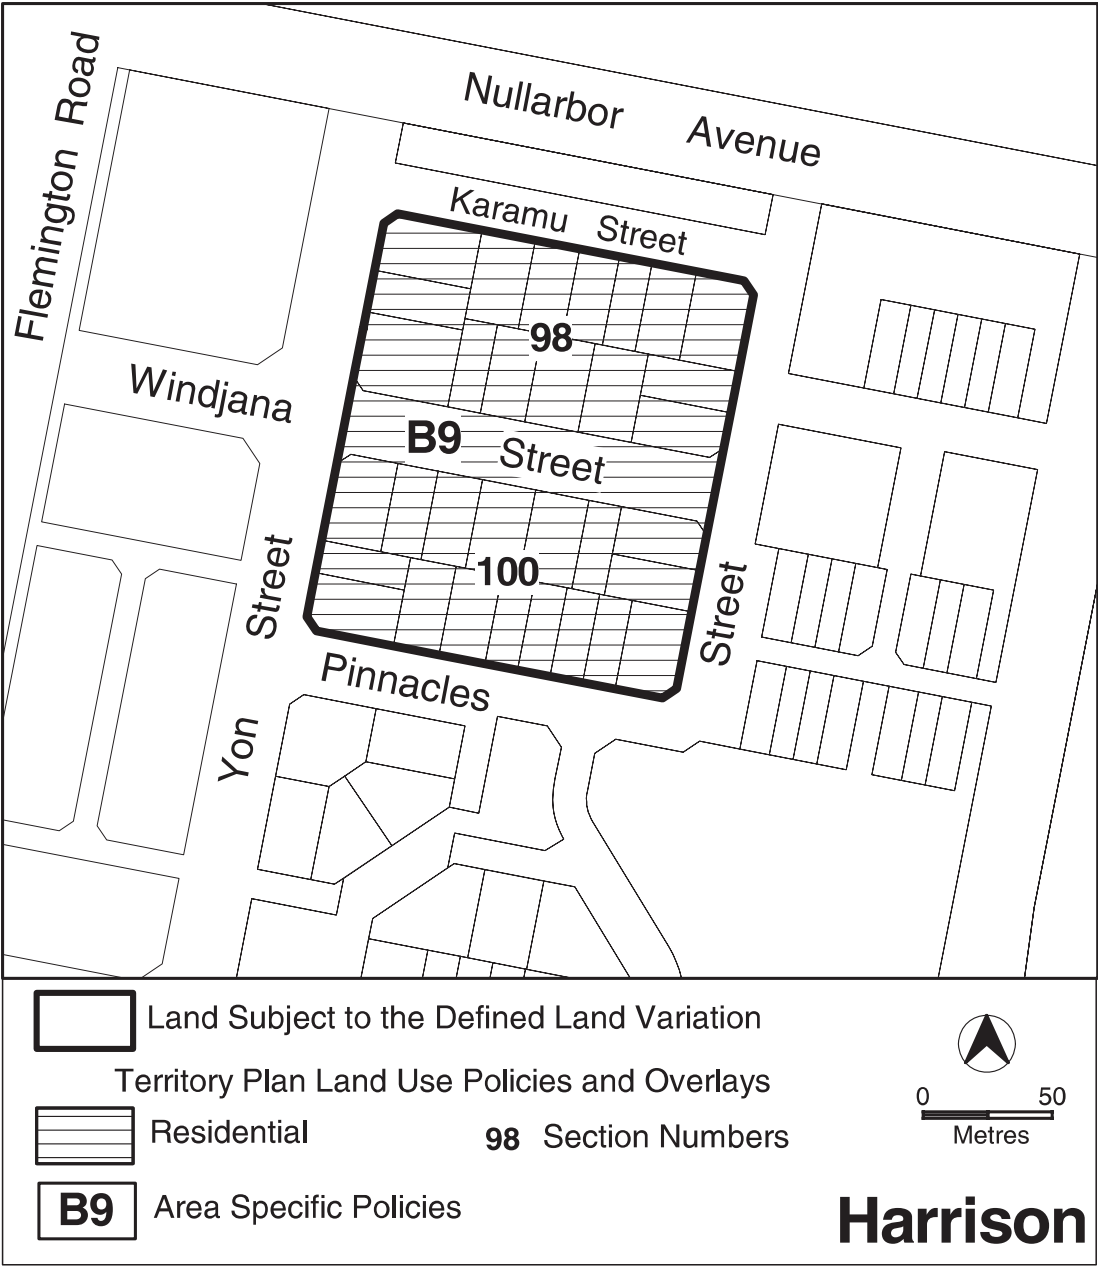 Flemington Road
Nullarbor Avenue
Karamu Street
98
Windjana Street
B9
100
Street
Yon
Street
Pinnacles
Land Subject to the Defined Land Variation
Territory Plan Land Use Policies and Overlays
Residential
98 Section Numbers
B9 Area Specific Policies
0 50
Metres
Harrison